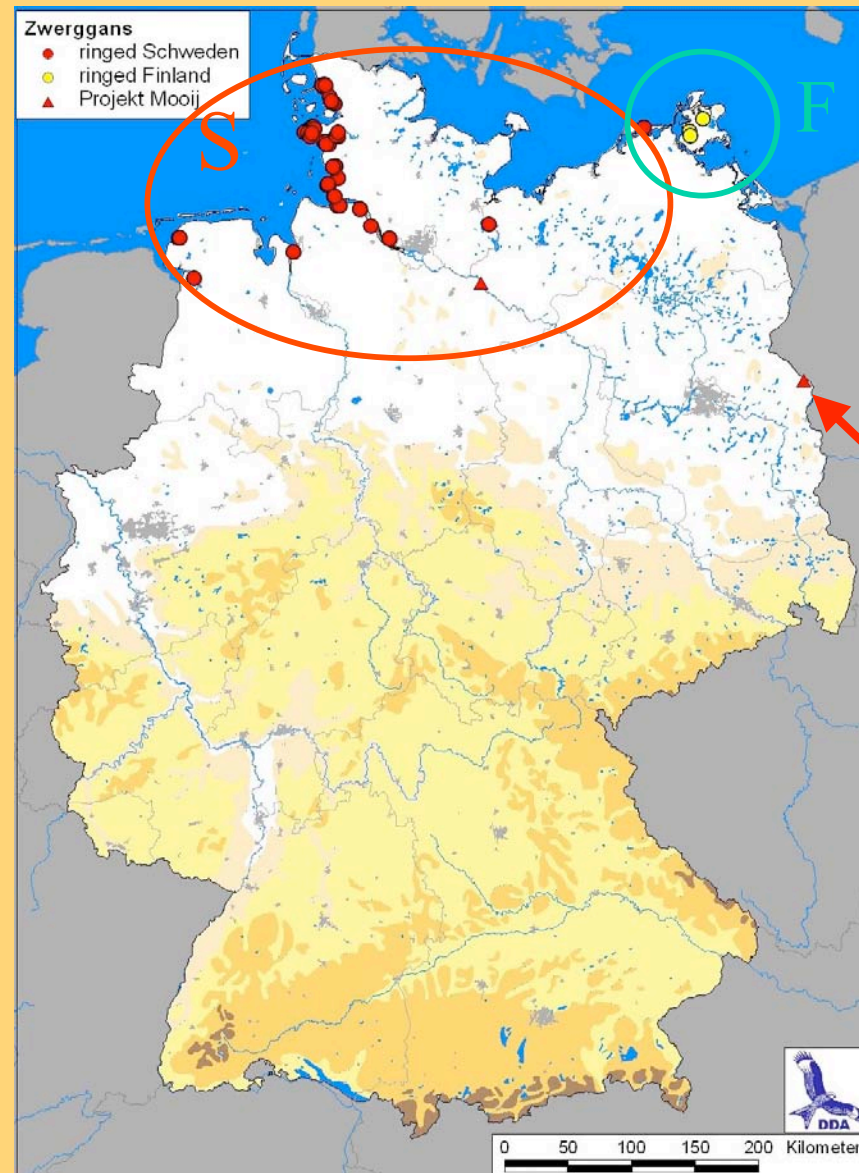 Zwerggans
ringed Schweden
ringed Finland
Projekt Mooij
S
F
DDA
0 50 100 150 200 Kilometer